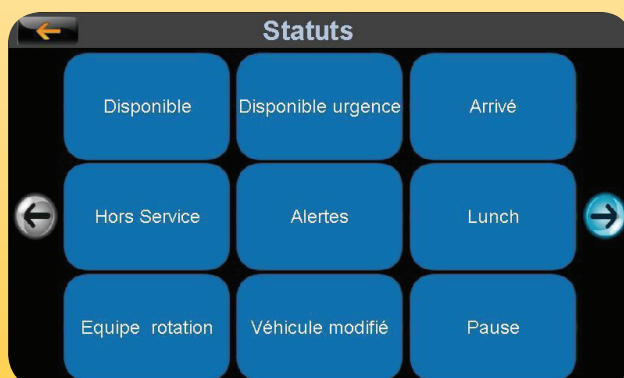 Statuts
Disponible
Disponible urgence
Arrivé
Hors Service
Alertes
Lunch
Equipe rotation
Véhicule modifié
Pause